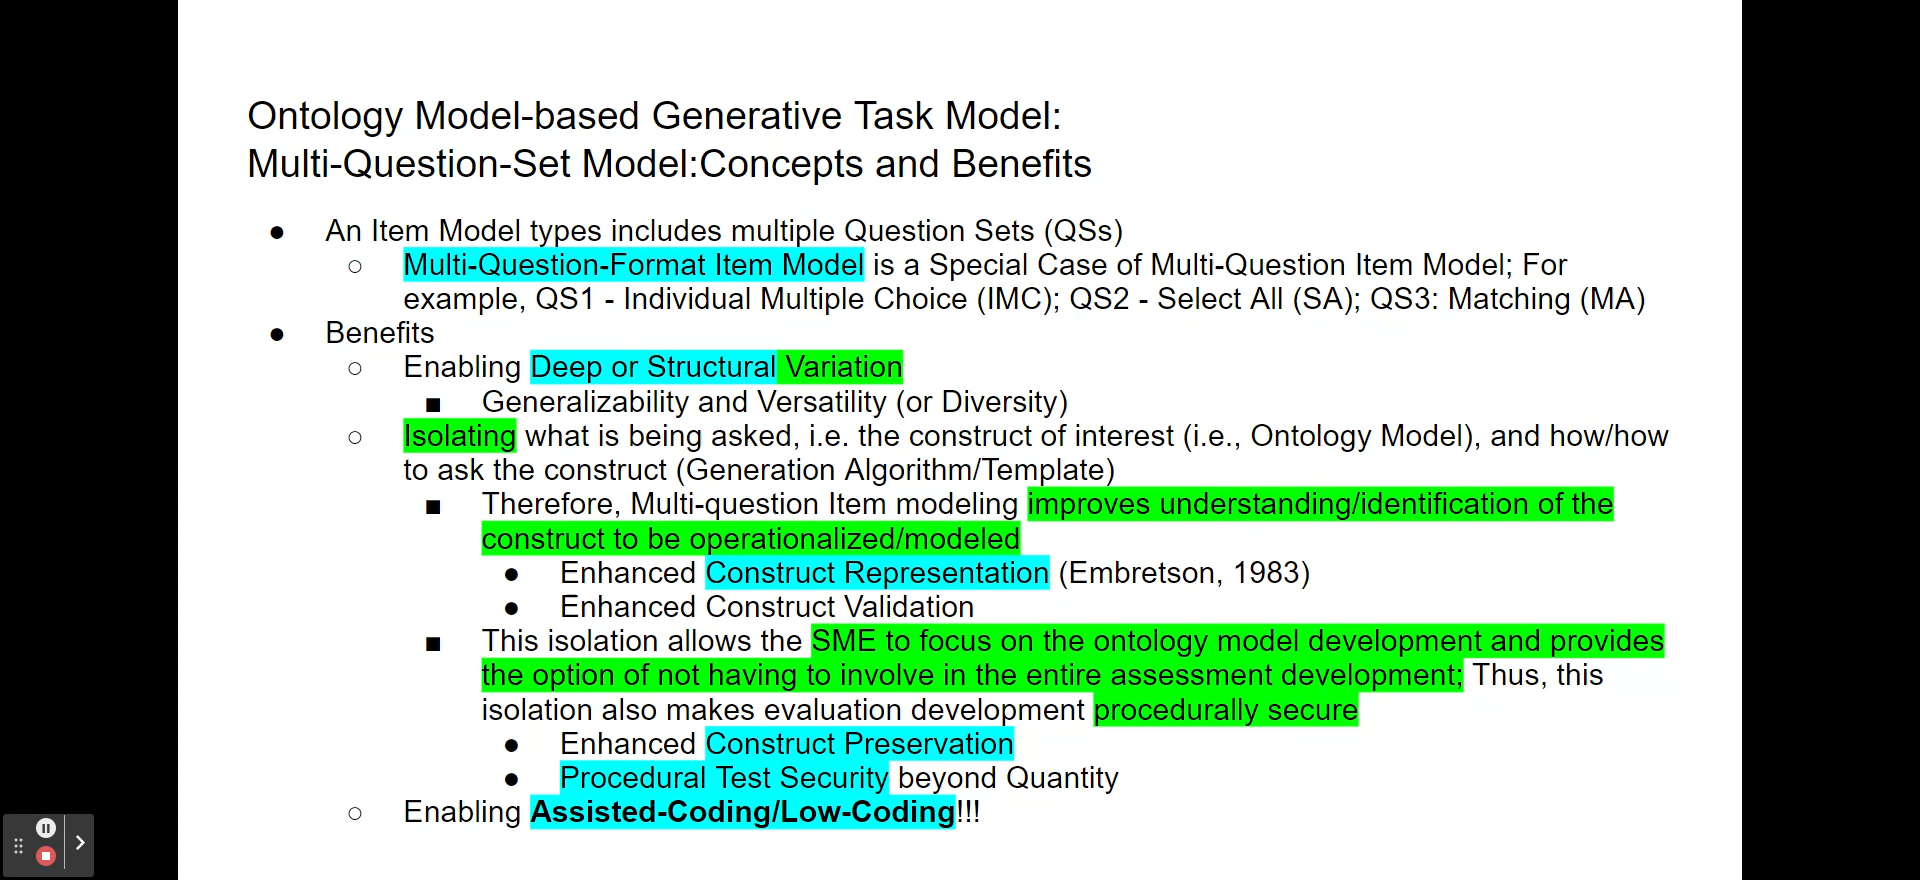 Ontology Model-based Generative Task Model:
Multi-Question-Set Model:Concepts and Benefits
● An Item Model types includes multiple Question Sets (QSs)
○ Multi-Question-Format Item Model is a Special Case of Multi-Question Item Model; For
example, QS1 - Individual Multiple Choice (IMC); QS2 - Select All (SA); QS3: Matching (MA)
● Benefits
○ Enabling Deep or Structural Variation
■ Generalizability and Versatility (or Diversity)
○ Isolating what is being asked, i.e. the construct of interest (i.e., Ontology Model), and how/how
to ask the construct (Generation Algorithm/Template)
■ Therefore, Multi-question Item modeling improves understanding/identification of the
construct to be operationalized/modeled
● Enhanced Construct Representation (Embretson, 1983)
● Enhanced Construct Validation
■ This isolation allows the SME to focus on the ontology model development and provides
the option of not having to involve in the entire assessment development; Thus, this
isolation also makes evaluation development procedurally secure
● Enhanced Construct Preservation
● Procedural Test Security beyond Quantity
○ Enabling Assisted-Coding/Low-Coding!!!